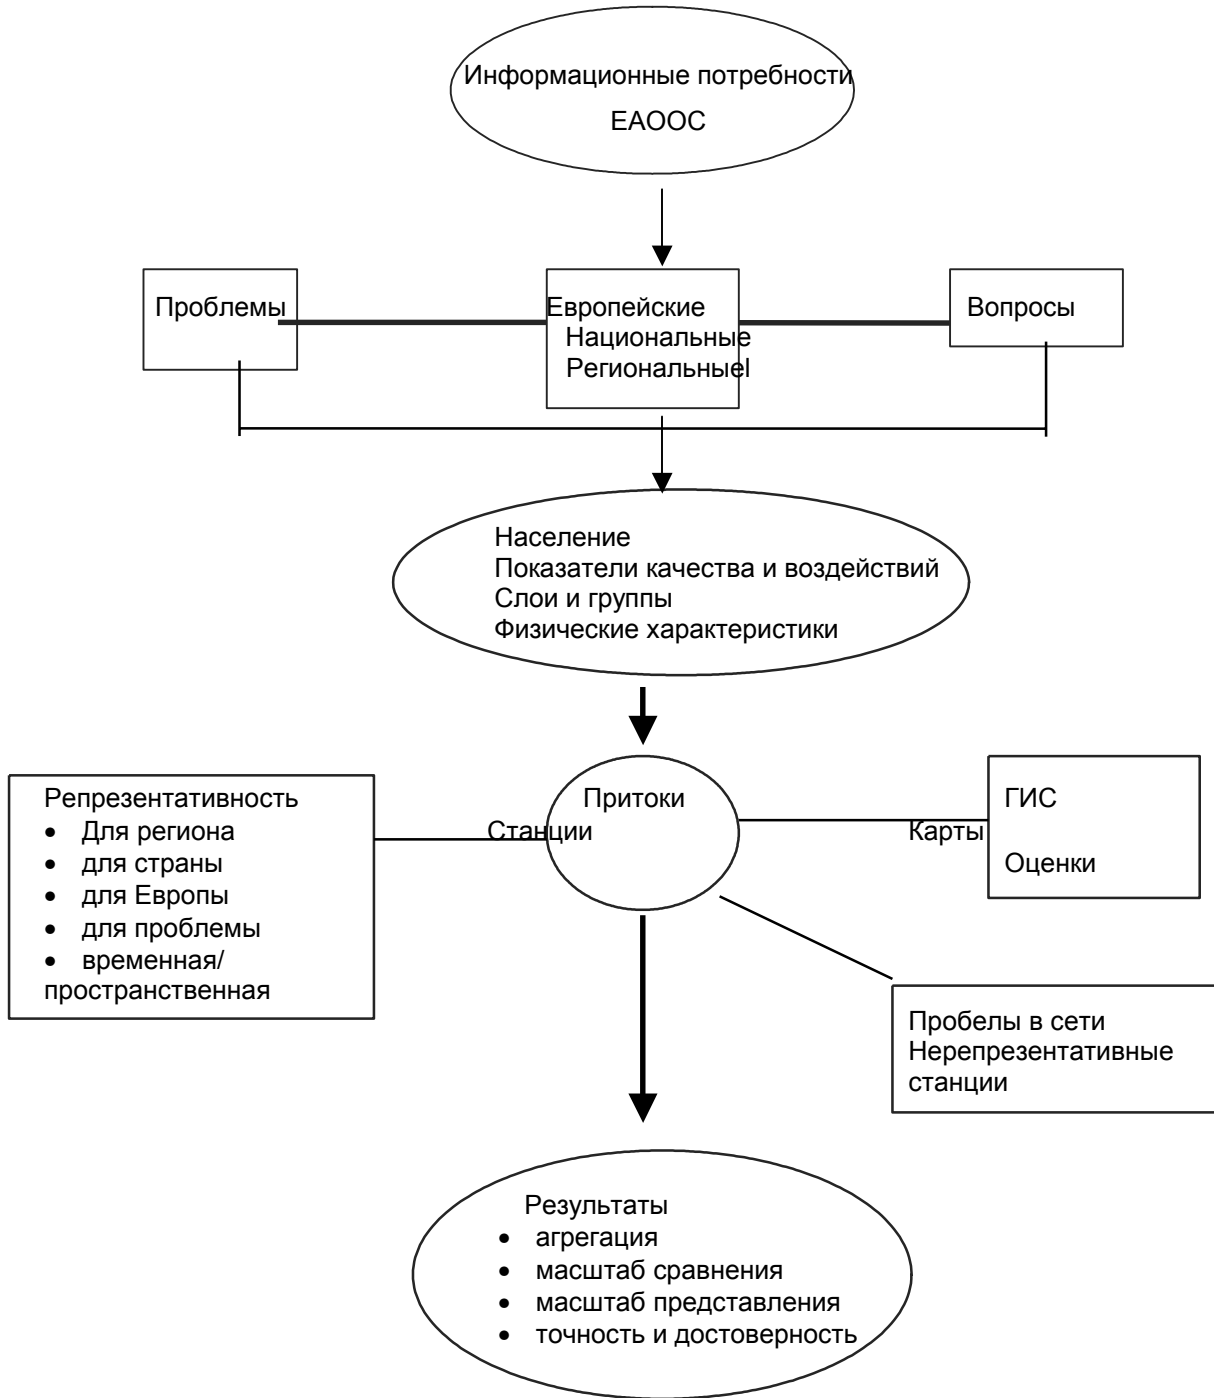 Информационные потребности
ЕАООС
Проблемы
Европейские
Национальные
Региональныеl
Вопросы
Население
Показатели качества и воздействий
Слои и группы
Физические характеристики
Репрезентативность
• Для региона
• для страны
• для Европы
• для проблемы
• временная/
пространственная
Станции
Притоки
Карты
ГИС
Оценки
Пробелы в сети
Нерепрезентативные
станции
Результаты
• агрегация
• масштаб сравнения
• масштаб представления
• точность и достоверность